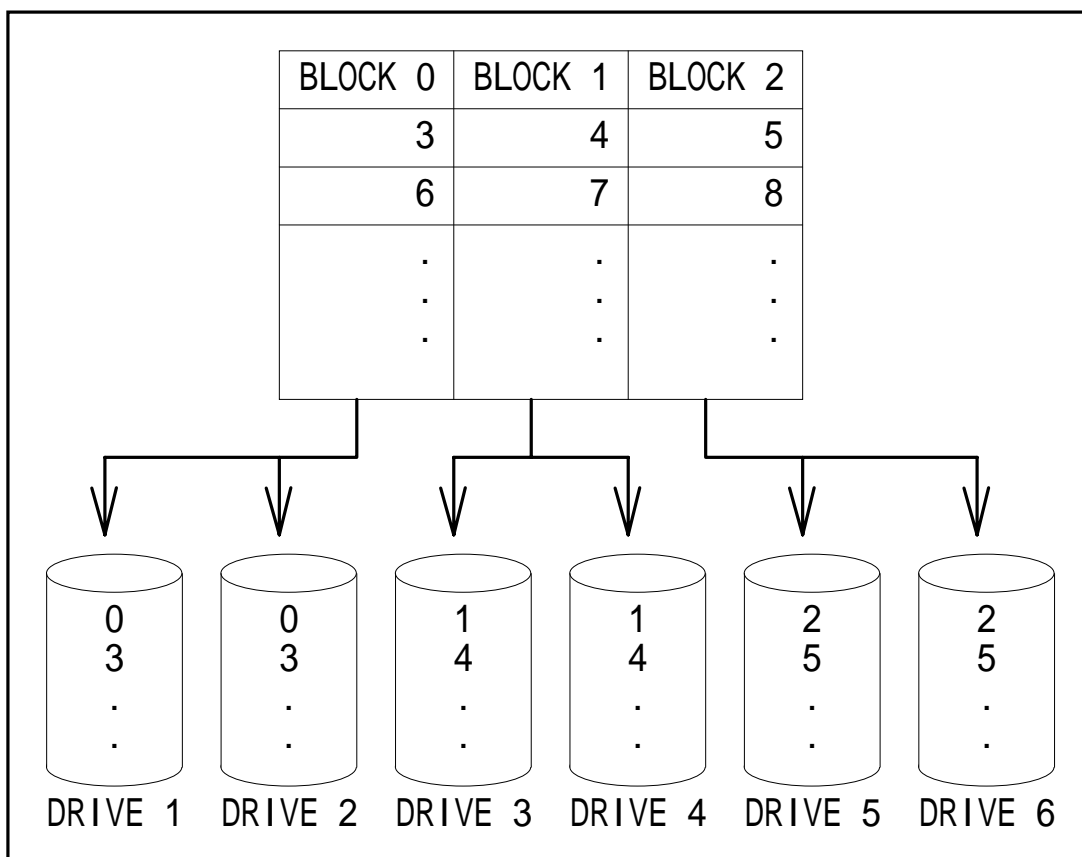 BLOCK 0 BLOCK 1 BLOCK 2
3 4 5
6 7 8
. . .
. . .
. . .
0 0 1 1 2 2
3 3 4 4 5 5
. . . . . .
. . . . . .
DRIVE 1 DRIVE 2 DRIVE 3 DRIVE 4 DRIVE 5 DRIVE 6